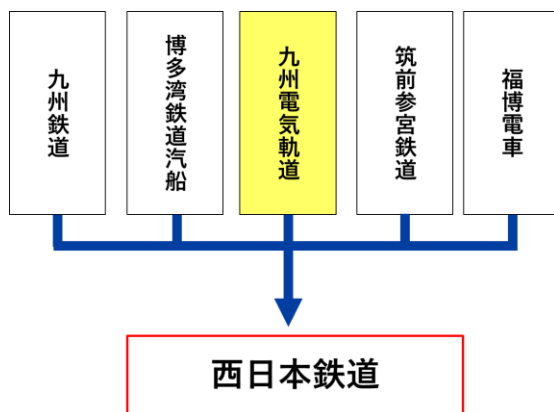 九州鉄道
博多湾鉄道汽船
九州電気軌道
筑前参宮鉄道
福博電車
西日本鉄道